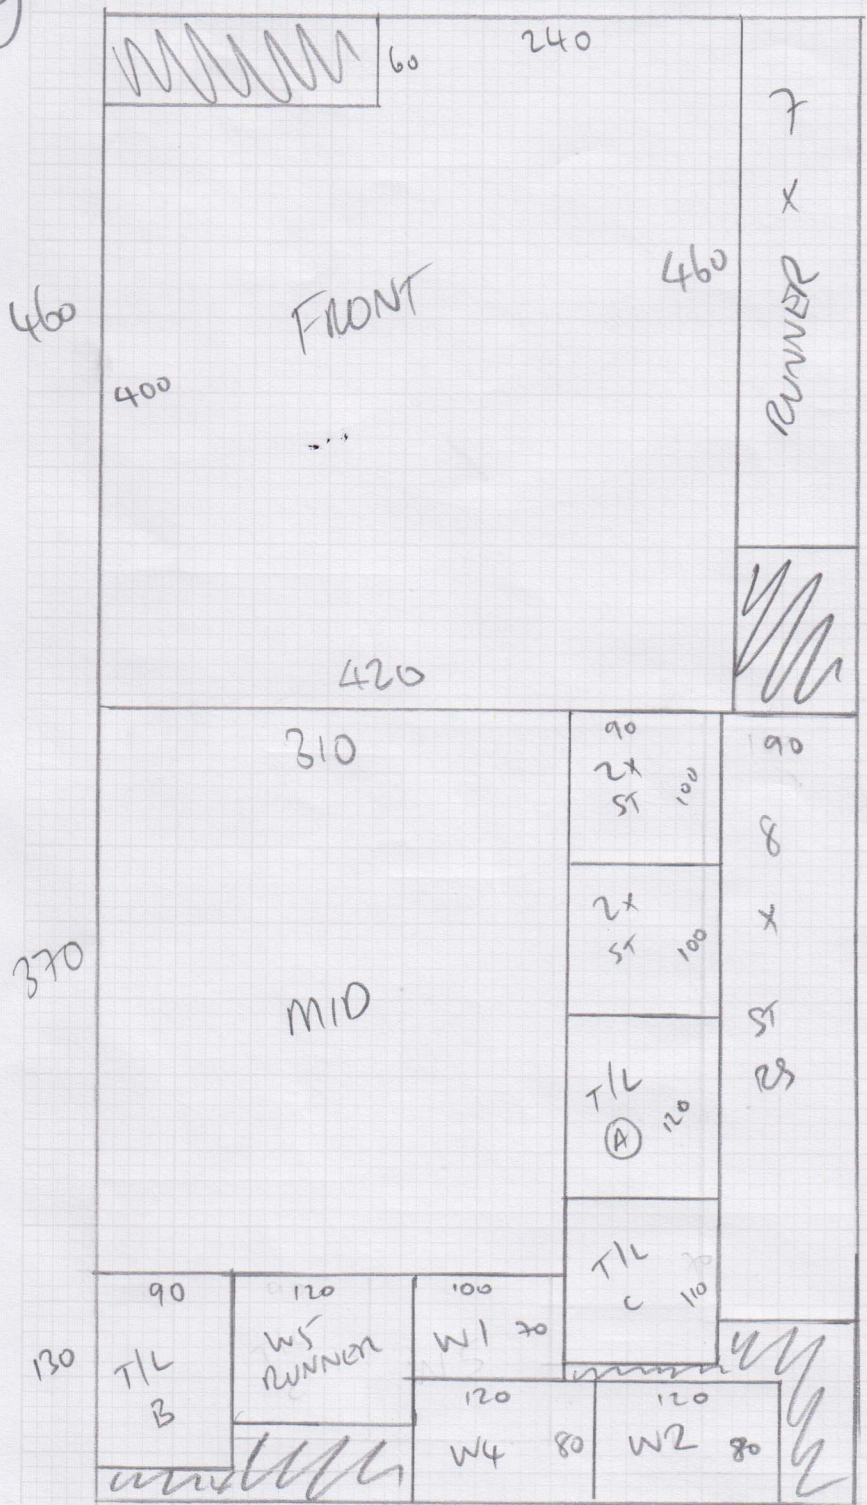 60
240
RUNNER X 7
460
460
FRONT
400
420
310
90
2X
ST
100
90
8
X
ST
RS
2X
ST
100
370
MID
T/L
A
120
T/L
C
110
90
120
100
130
T/L
B
W5
RUNNER
W1
70
120
120
W4
80
W2
80